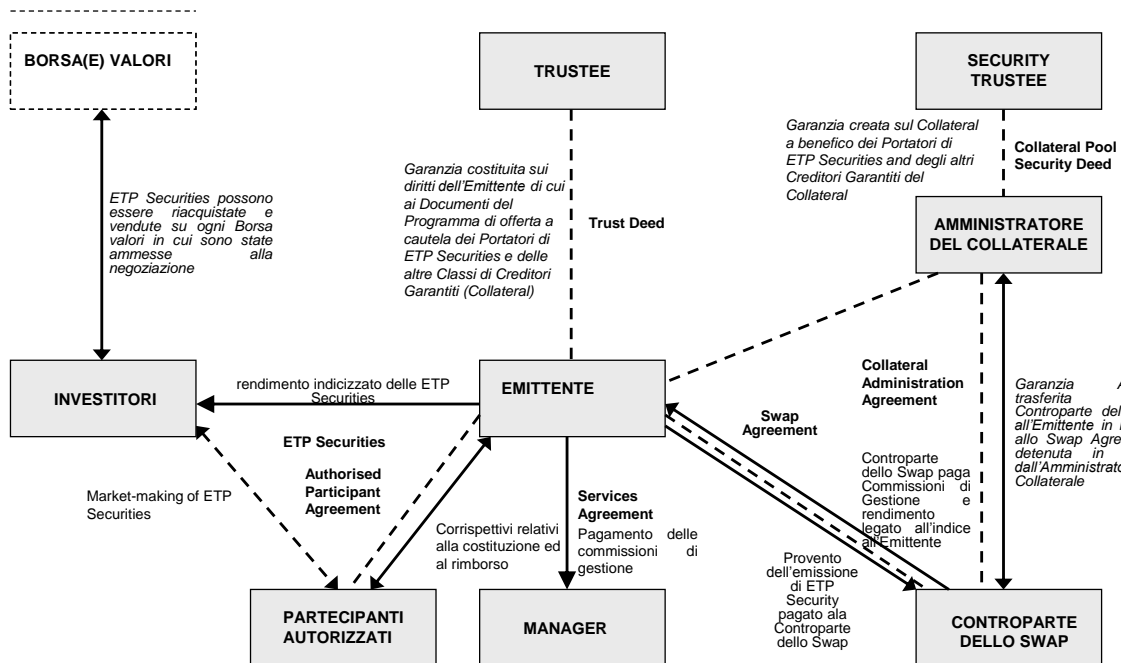 BORSA(E) VALORI
TRUSTEE
SECURITY
TRUSTEE
Garanzia creata sul Collateral
a benefico dei Portatori di
ETP Securities and degli altri
Creditori Garantiti del
Collateral
Collateral Pool
Security Deed
Garanzia costituita sui
diritti dell'Emittente di cui
ai Documenti del
Programma di offerta a
cautela dei Portatori di
ETP Securities e delle
altre Classi di Creditori
Garantiti (Collateral)
Trust Deed
ETP Securities possono
essere riacquistate e
vendute su ogni Borsa
valori in cui sono state
ammesse alla
negoziazione
AMMINISTRATORE
DEL COLLATERALE
INVESTITORI
rendimento indicizzato delle ETP
Securities
EMITTENTE
Collateral
Administration
Agreement
Garanzia
trasferita
Controparte
all'Emittente in
allo Swap
detenuta in
Collaterale
Swap
Agreement
ETP Securities
Authorised
Participant
Agreement
Market-making of ETP
Securities
Corrispettivi relativi
alla costituzione ed
al rimborso
Services
Agreement
Pagamento delle
commissioni di
gestione
Controparte
dello Swap paga
Commissioni di
Gestione e
rendimento
legato all'indice
all'Emittente
Provento
dell'emissione
di ETP
Security
pagato ala
Controparte
dello Swap
PARTECIPANTI
AUTORIZZATI
MANAGER
CONTROPARTE
DELLO SWAP